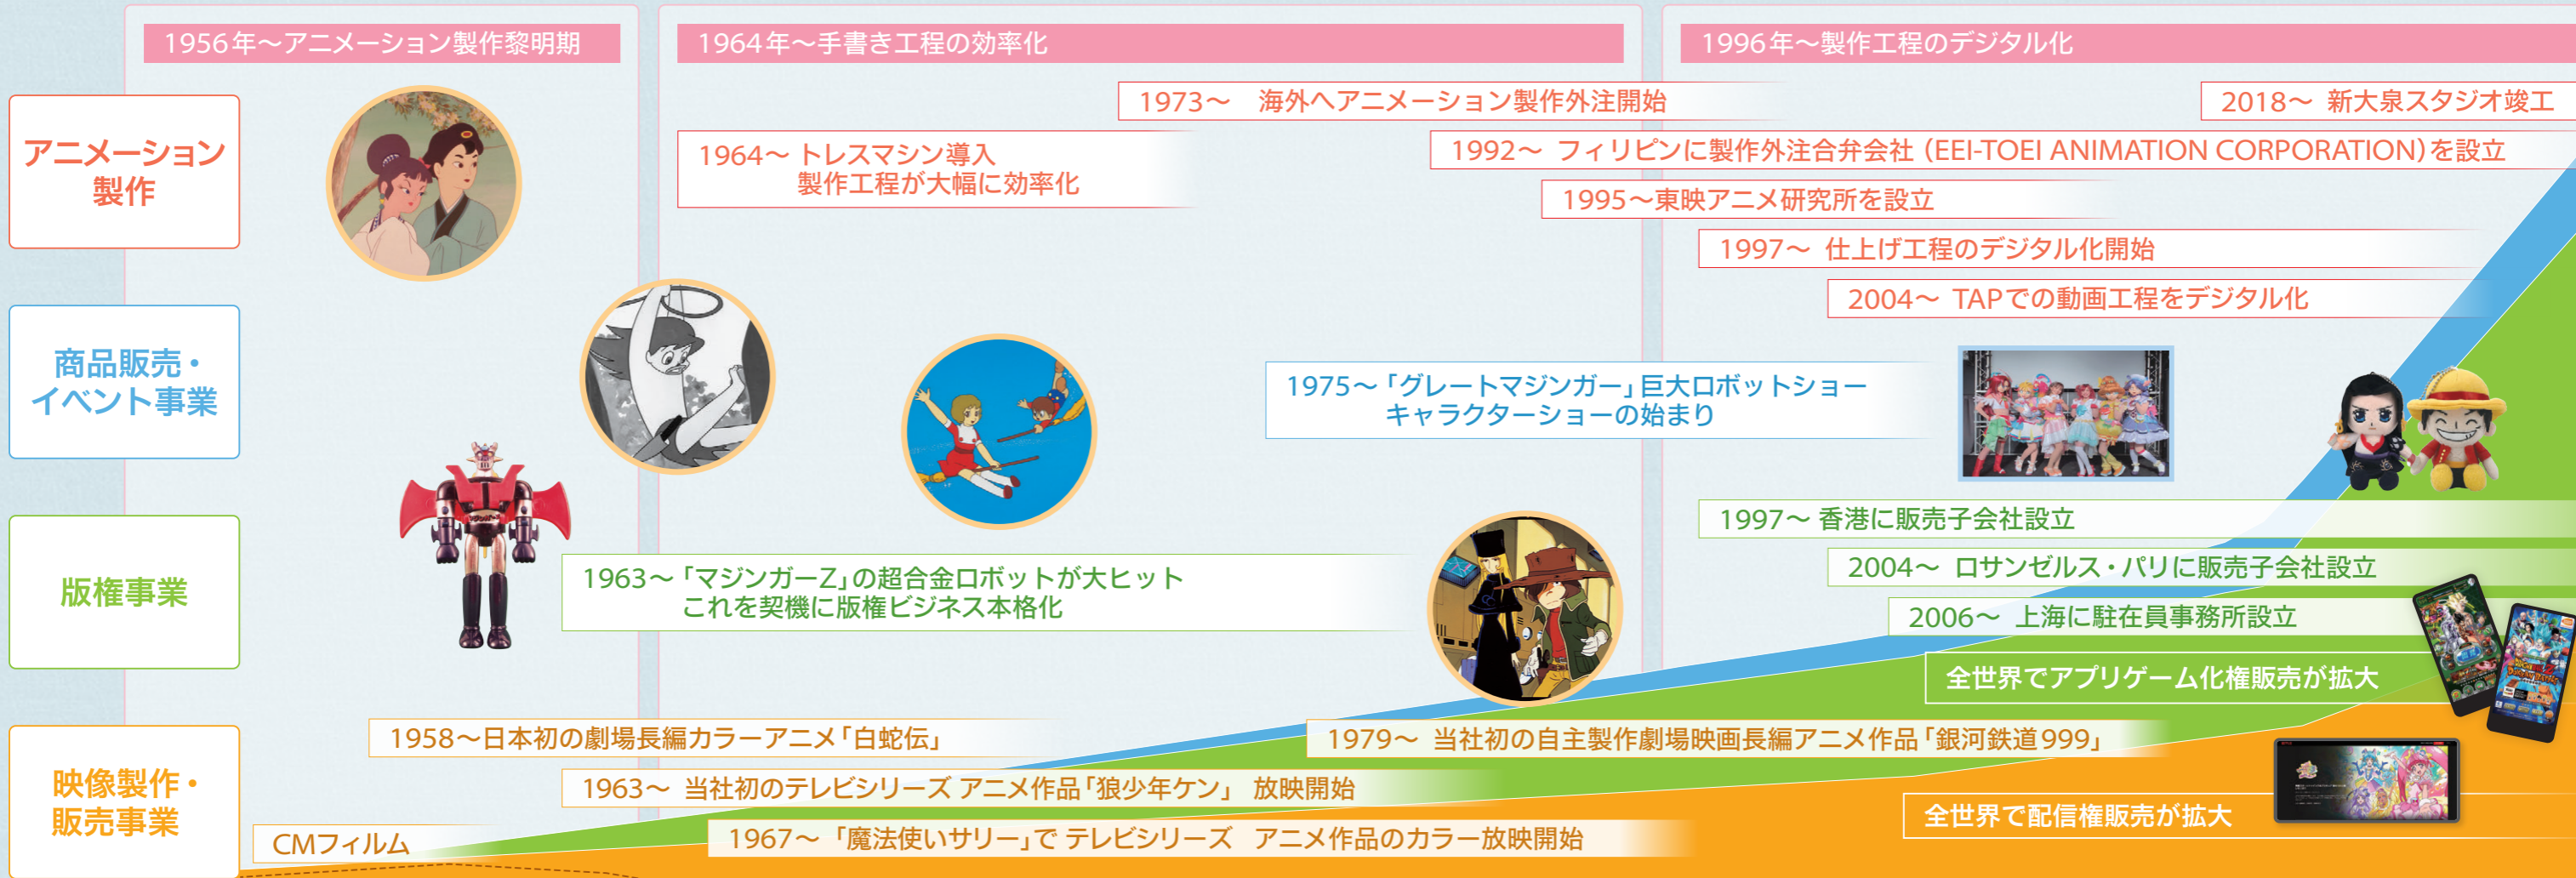 1956年〜アニメーション製作黎明期
1964年〜手書き工程の効率化
1996年〜製作工程のデジタル化
アニメーション
製作
1973〜　海外へアニメーション製作外注開始
2018〜 新大泉スタジオ竣工
1964〜 トレスマシン導入
製作工程が大幅に効率化
1992〜 フィリピンに製作外注合弁会社（EEI-TOEI ANIMATION CORPORATION）を設立
1995〜東映アニメ研究所を設立
1997〜 仕上げ工程のデジタル化開始
2004〜 TAPでの動画工程をデジタル化
商品販売・
イベント事業
1975〜「グレートマジンガー」巨大ロボットショー
キャラクターショーの始まり
版権事業
1963〜「マジンガーZ」の超合金ロボットが大ヒット
これを契機に版権ビジネス本格化
1997〜 香港に販売子会社設立
2004〜 ロサンゼルス・パリに販売子会社設立
2006〜 上海に駐在員事務所設立
全世界でアプリゲーム化権販売が拡大
映像製作・
販売事業
1958〜日本初の劇場長編カラーアニメ「白蛇伝」
1979〜 当社初の自主製作劇場映画長編アニメ作品「銀河鉄道999」
1963〜 当社初のテレビシリーズ アニメ作品「狼少年ケン」 放映開始
全世界で配信権販売が拡大
CMフィルム
1967〜 「魔法使いサリー」で テレビシリーズ　アニメ作品のカラー放映開始